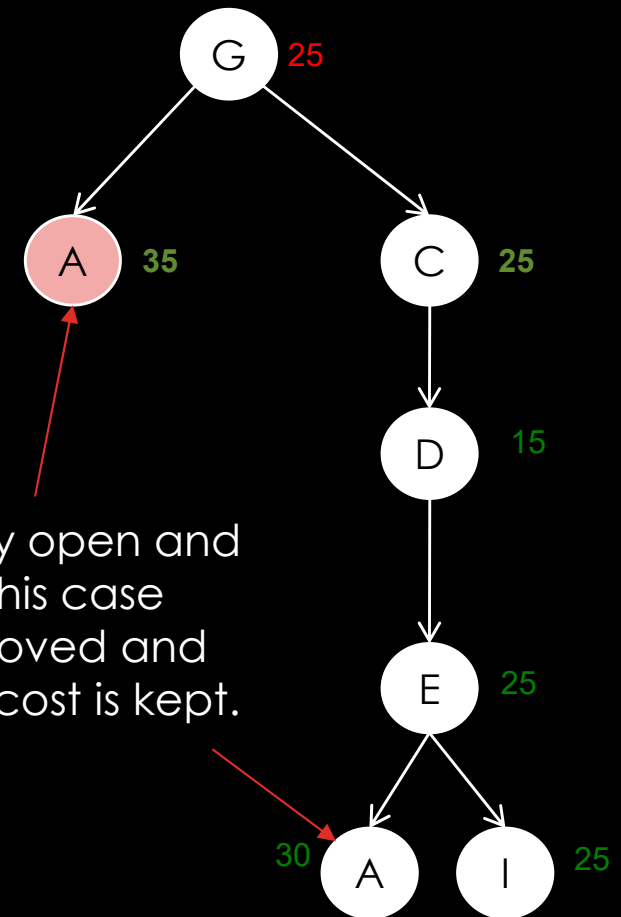 G 25
A 35 C 25
D 15
y open and
his case
oved and
E 25
cost is kept.
30 A I 25